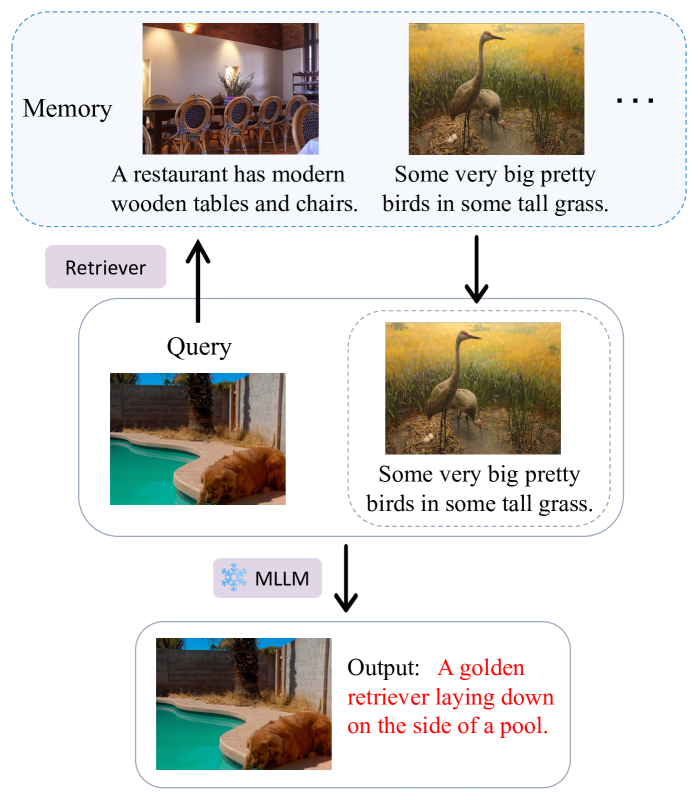 Memory
A restaurant has modern
wooden tables and chairs.
Some very big pretty
birds in some tall grass.
...
Retriever
Query
Some very big pretty
birds in some tall grass.
MLLM
Output: A golden
retriever laying down
on the side of a pool.